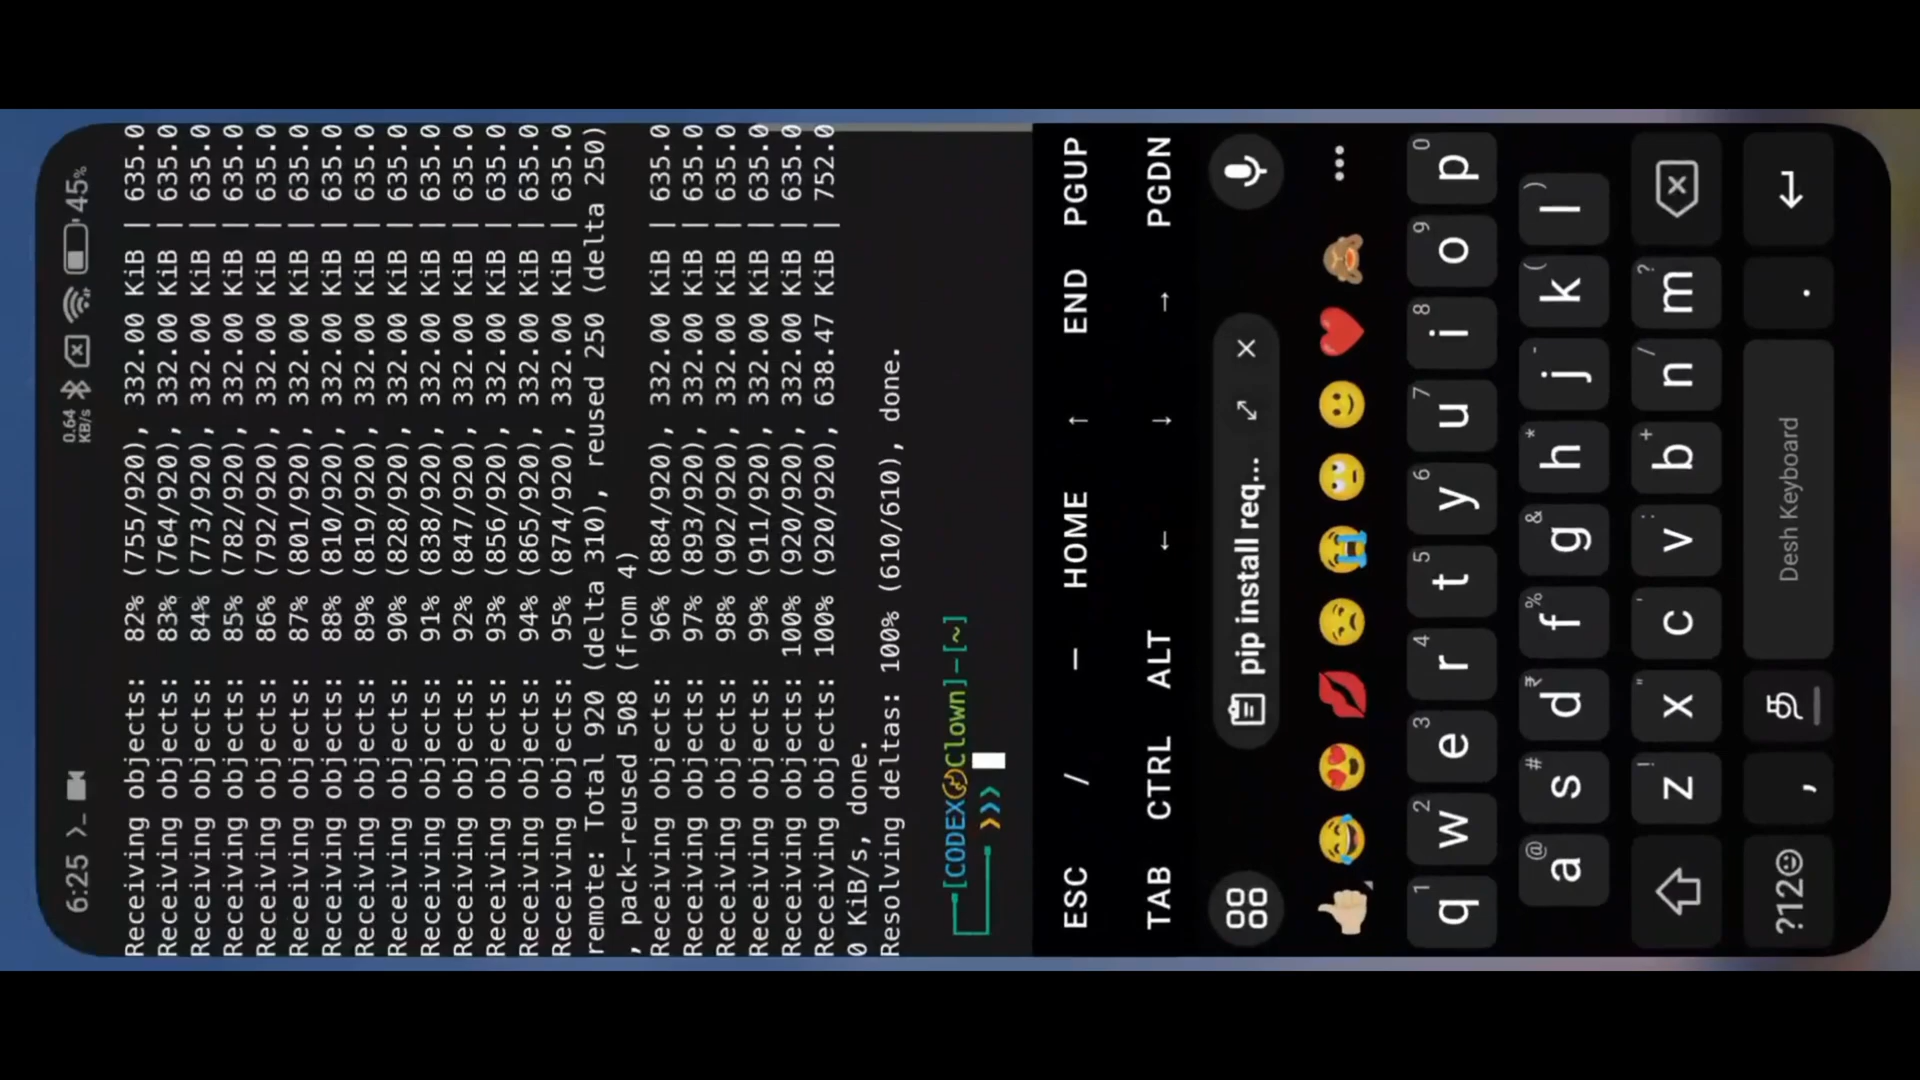 6:25 >_ 0.64 KB/s 45%
Receiving objects:  82% (755/920), 332.00 KiB | 635.0
Receiving objects:  83% (764/920), 332.00 KiB | 635.0
Receiving objects:  84% (773/920), 332.00 KiB | 635.0
Receiving objects:  85% (782/920), 332.00 KiB | 635.0
Receiving objects:  86% (792/920), 332.00 KiB | 635.0
Receiving objects:  87% (801/920), 332.00 KiB | 635.0
Receiving objects:  88% (810/920), 332.00 KiB | 635.0
Receiving objects:  89% (819/920), 332.00 KiB | 635.0
Receiving objects:  90% (828/920), 332.00 KiB | 635.0
Receiving objects:  91% (838/920), 332.00 KiB | 635.0
Receiving objects:  92% (847/920), 332.00 KiB | 635.0
Receiving objects:  93% (856/920), 332.00 KiB | 635.0
Receiving objects:  94% (865/920), 332.00 KiB | 635.0
Receiving objects:  95% (874/920), 332.00 KiB | 635.0
remote: Total 920 (delta 310), reused 250 (delta 250)
, pack-reused 508 (from 4)
Receiving objects:  96% (884/920), 332.00 KiB | 635.0
Receiving objects:  97% (893/920), 332.00 KiB | 635.0
Receiving objects:  98% (902/920), 332.00 KiB | 635.0
Receiving objects:  99% (911/920), 332.00 KiB | 635.0
Receiving objects: 100% (920/920), 332.00 KiB | 635.0
Receiving objects: 100% (920/920), 638.47 KiB | 752.0
0 KiB/s, done.
Resolving deltas: 100% (610/610), done.
[CODEX Clown]-[~]
❯❯❯
ESC / — HOME ↑ END PGUP
TAB CTRL ALT ← ↓ → PGDN
pip install req...
q 1 w 2 e 3 r 4 t 5 y 6 u 7 i 8 o 9 p 0
a @ s # d ₹ f % g & h * j - k ( l )
z ! x " c ' v : b + n / m ?
?12 , த Desh Keyboard .